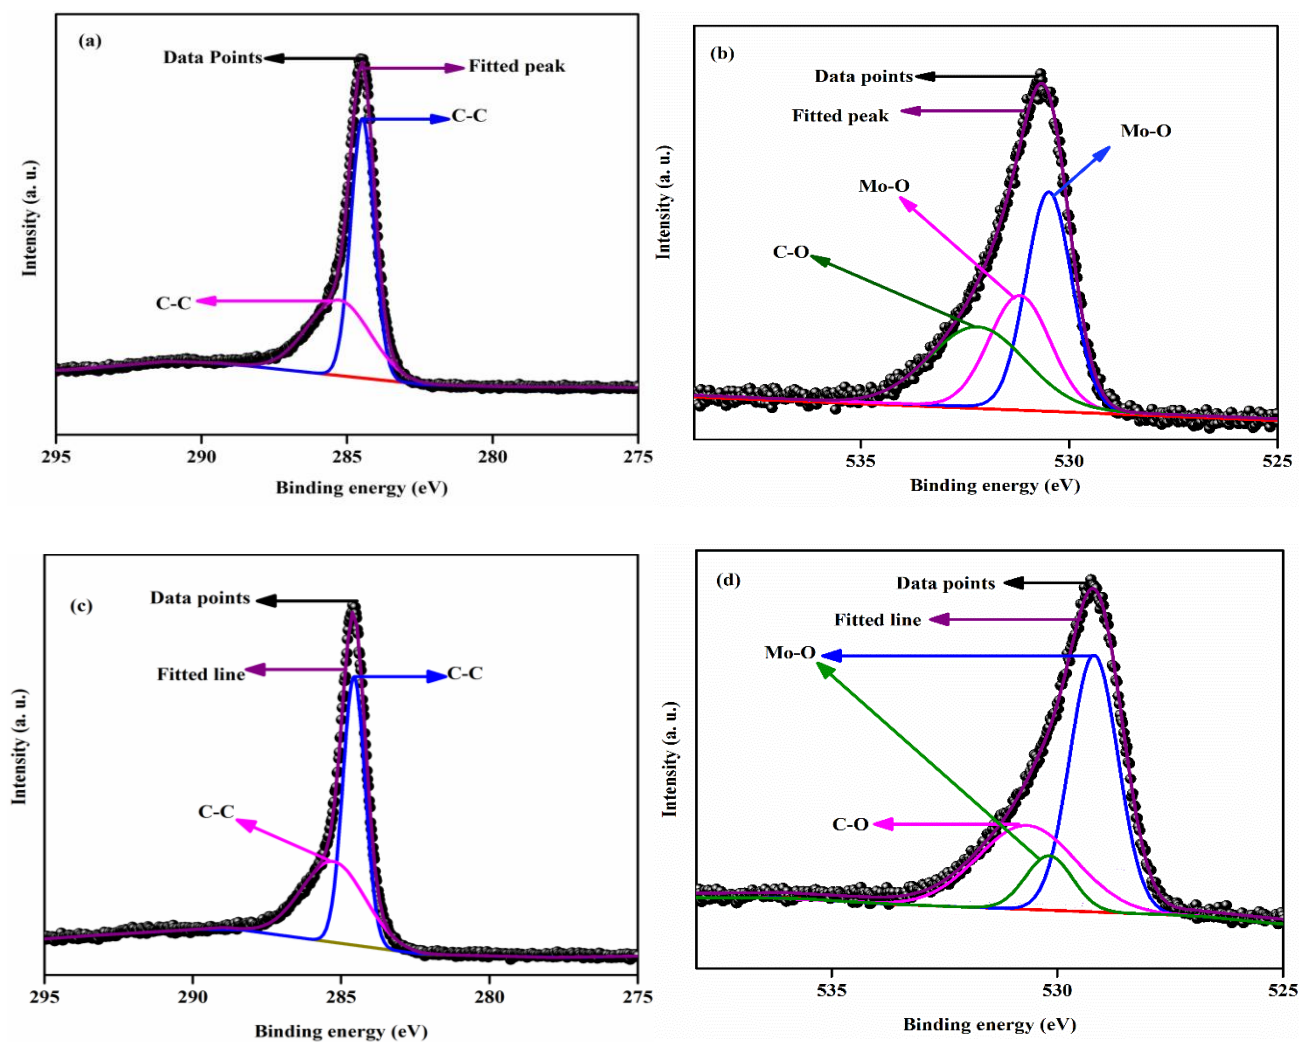 (a)
Data Points
Fitted peak
C-C
C-C
Intensity (a. u.)
295
290
285
280
275
Binding energy (eV)
(b)
Data points
Fitted peak
Mo-O
Mo-O
C-O
Intensity (a. u.)
535
530
525
Binding energy (eV)
(c)
Data points
Fitted line
C-C
C-C
Intensity (a. u.)
295
290
285
280
275
Binding energy (eV)
(d)
Data points
Fitted line
Mo-O
C-O
Intensity (a. u.)
535
530
525
Binding energy (eV)